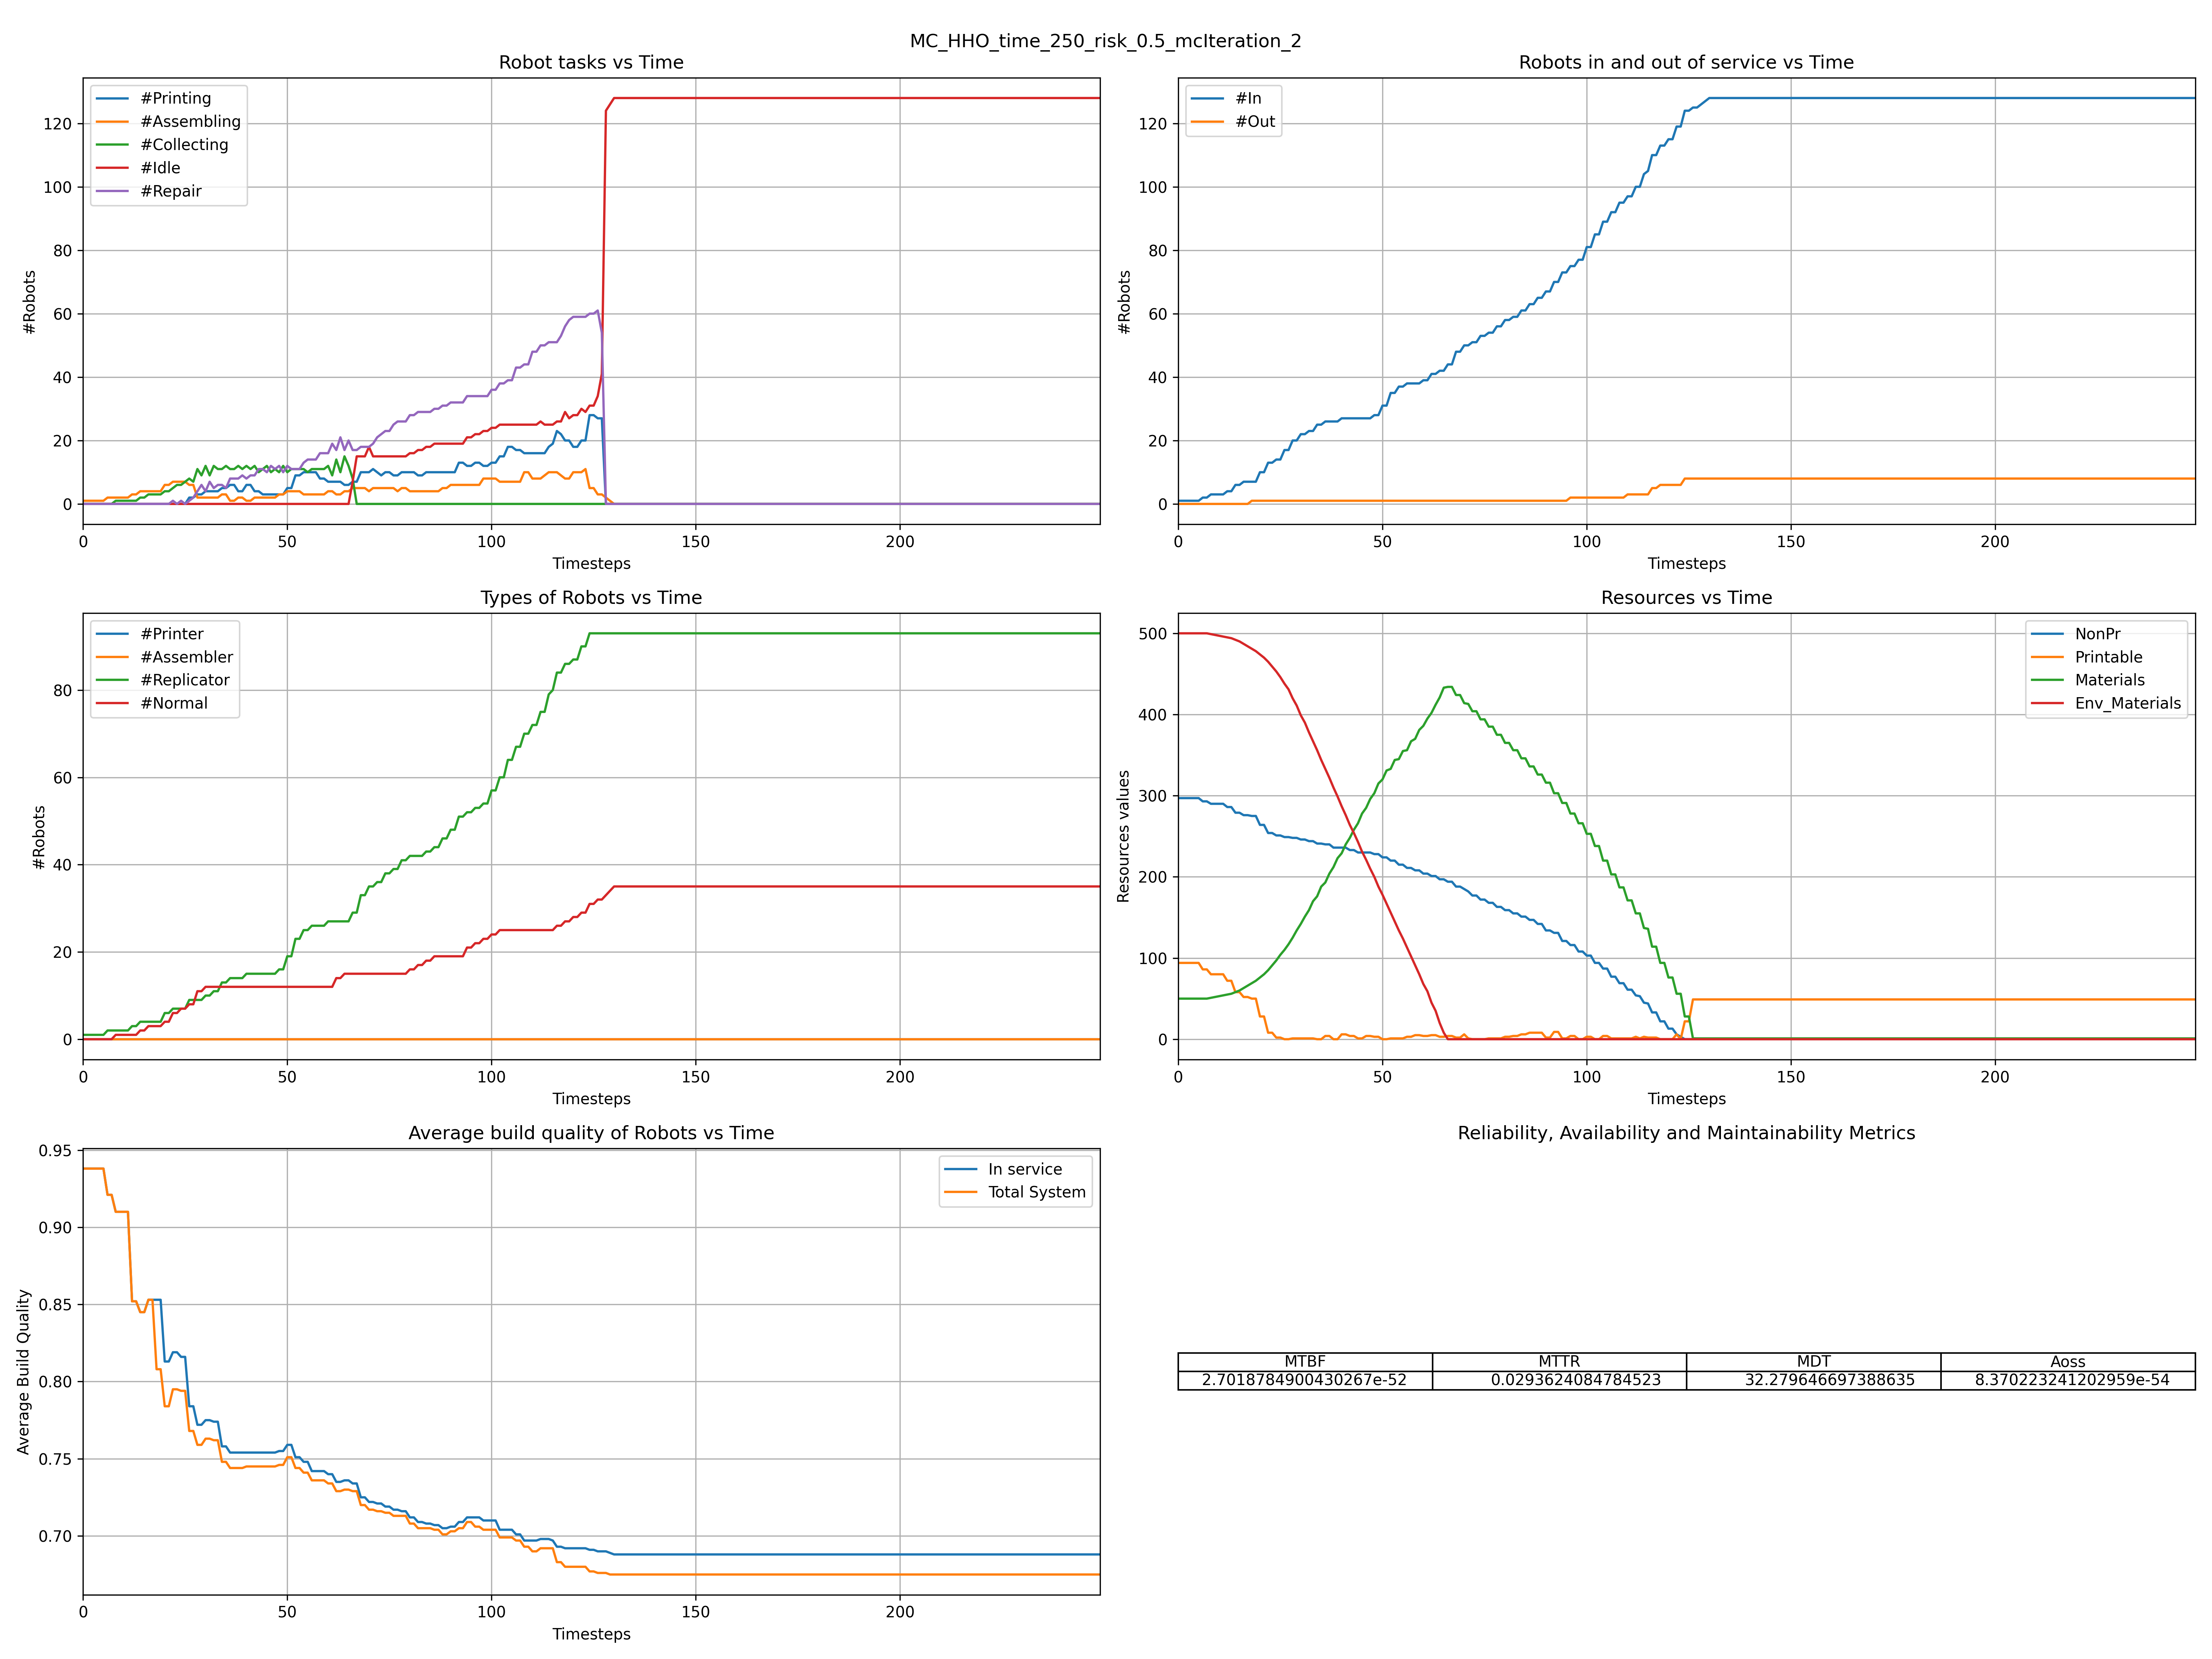 MC_HHO_time_250_risk_0.5_mcIteration_2
Robot tasks vs Time
#Printing
#Assembling
#Collecting
#Idle
#Repair
120
100
80
60
40
20
0
#Robots
0 50 100 150 200
Timesteps
Robots in and out of service vs Time
#In
#Out
120
100
80
60
40
20
0
#Robots
0 50 100 150 200
Timesteps
Types of Robots vs Time
#Printer
#Assembler
#Replicator
#Normal
80
60
40
20
0
#Robots
0 50 100 150 200
Timesteps
Resources vs Time
NonPr
Printable
Materials
Env_Materials
500
400
300
200
100
0
Resources values
0 50 100 150 200
Timesteps
Average build quality of Robots vs Time
In service
Total System
0.95
0.90
0.85
0.80
0.75
0.70
Average Build Quality
0 50 100 150 200
Timesteps
Reliability, Availability and Maintainability Metrics
MTBF MTTR MDT Aoss
2.7018784900430267e-52 0.0293624084784523 32.279646697388635 8.370223241202959e-54